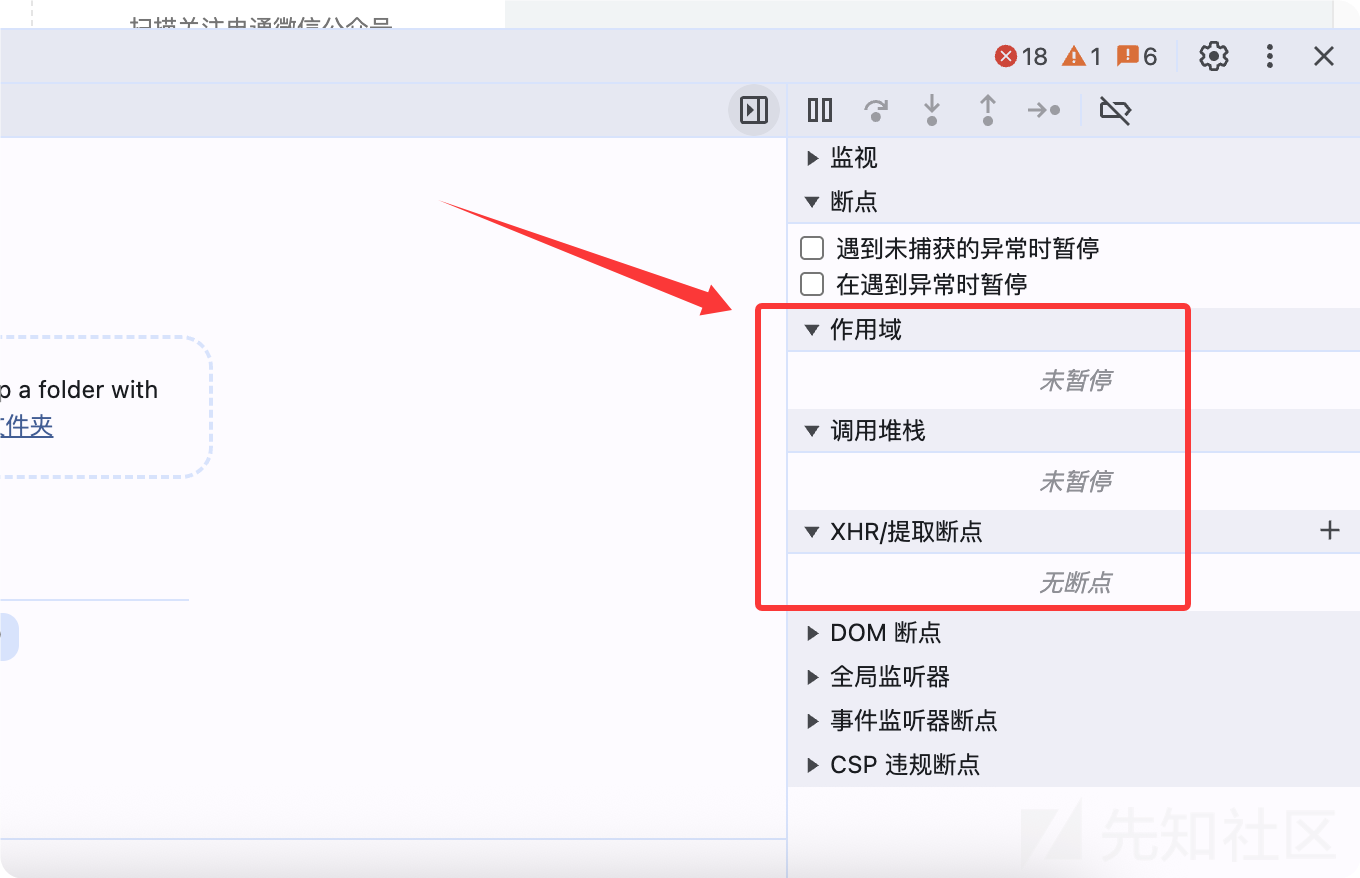 扫描关注电通微信公众号
18 1 6
监视
断点
遇到未捕获的异常时暂停
在遇到异常时暂停
作用域
未暂停
p a folder with
件夹
调用堆栈
未暂停
XHR/提取断点
无断点
DOM 断点
全局监听器
事件监听器断点
CSP 违规断点
先知社区